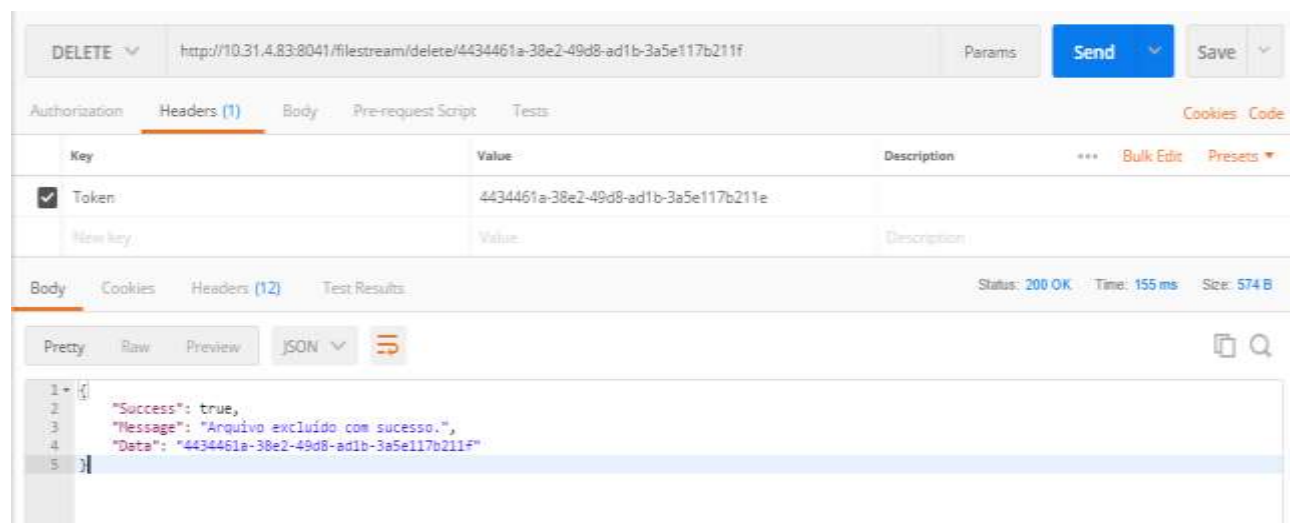 DELETE http://10.31.4.83:8041/filestream/delete/4434461a-38e2-49d8-ad1b-3a5e117b211f Params Send Save
Authorization Headers (1) Body Pre-request Script Tests Cookies Code
Key Value Description ••• Bulk Edit Presets
Token 4434461a-38e2-49d8-ad1b-3a5e117b211e
New key Value Description
Body Cookies Headers (12) Test Results Status: 200 OK Time: 155 ms Size: 574 B
Pretty Raw Preview JSON
1 {
2 "Success": true,
3 "Message": "Arquivo excluído com sucesso.",
4 "Data": "4434461a-38e2-49d8-ad1b-3a5e117b211f"
5 }